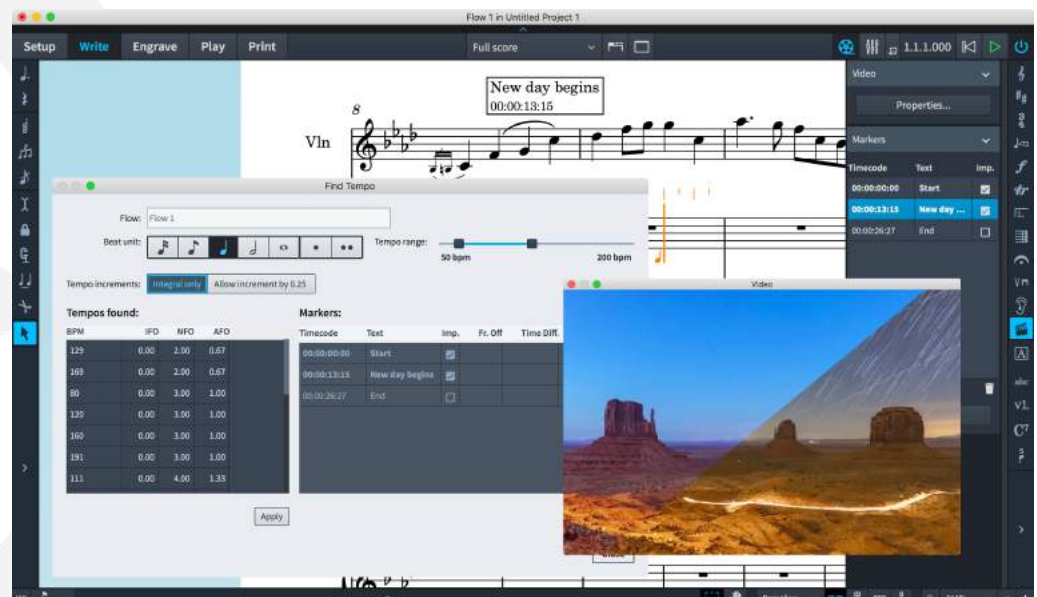 Flow 1 in Untitled Project 1
Setup Write Engrave Play Print Full score 1.1.1.000
Video
Properties...
New day begins
00:00:13:15
8
Vln
Markers
Timecode Text Imp.
00:00:00:00 Start
00:00:13:15 New day ...
00:00:26:27 End
Find Tempo
Flow: Flow 1
Beat unit:
Tempo range:
50 bpm 200 bpm
Tempo increments: Integral only Allow increment by 0.25
Tempos found:
BPM IFO NFO AFO
129 0.00 2.00 0.67
169 0.00 2.00 0.67
80 0.00 3.00 1.00
120 0.00 3.00 1.00
160 0.00 3.00 1.00
191 0.00 3.00 1.00
111 0.00 4.00 1.33
Apply
Markers:
Timecode Text Imp. Fr. Off Time Diff.
00:00:00:00 Start
00:00:13:15 New day begins
00:00:26:27 End
Video